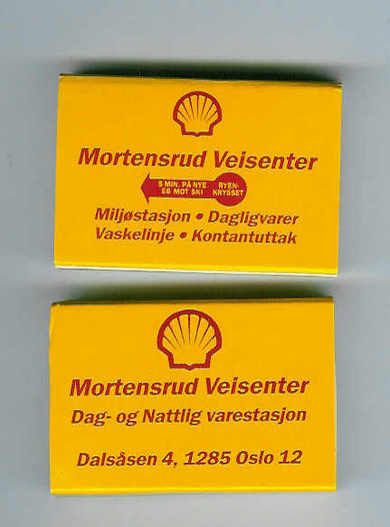 Mortensrud Veisenter
5 MIN. PÅ NYE
E6 MOT SKI
RYEN-
KRYSSET
Miljøstasjon • Dagligvarer
Vaskelinje • Kontantuttak
Mortensrud Veisenter
Dag- og Nattlig varestasjon
Dalsåsen 4, 1285 Oslo 12